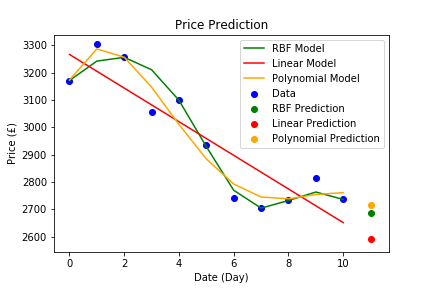 Price Prediction
3300
3200
3100
3000
2900
2800
2700
2600
Price (£)
RBF Model
Linear Model
Polynomial Model
Data
RBF Prediction
Linear Prediction
Polynomial Prediction
0 2 4 6 8 10
Date (Day)